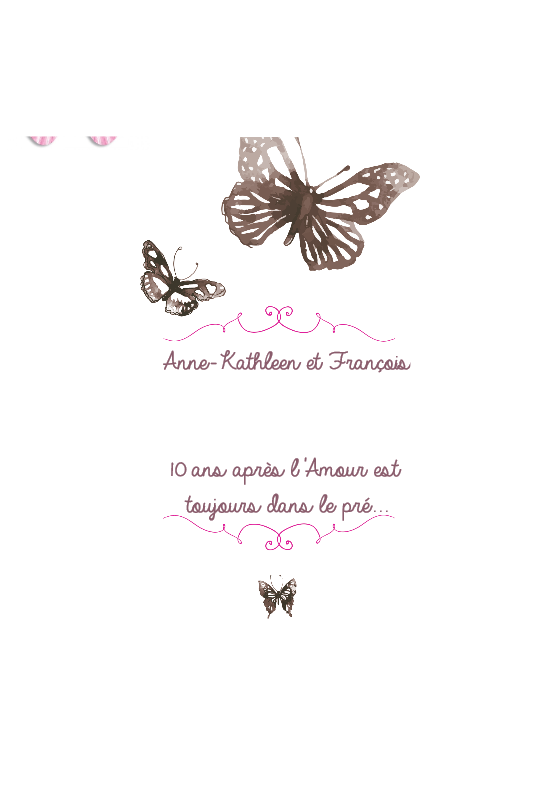 Anne-Kathleen et François
10 ans après l'Amour est
toujours dans le pré...